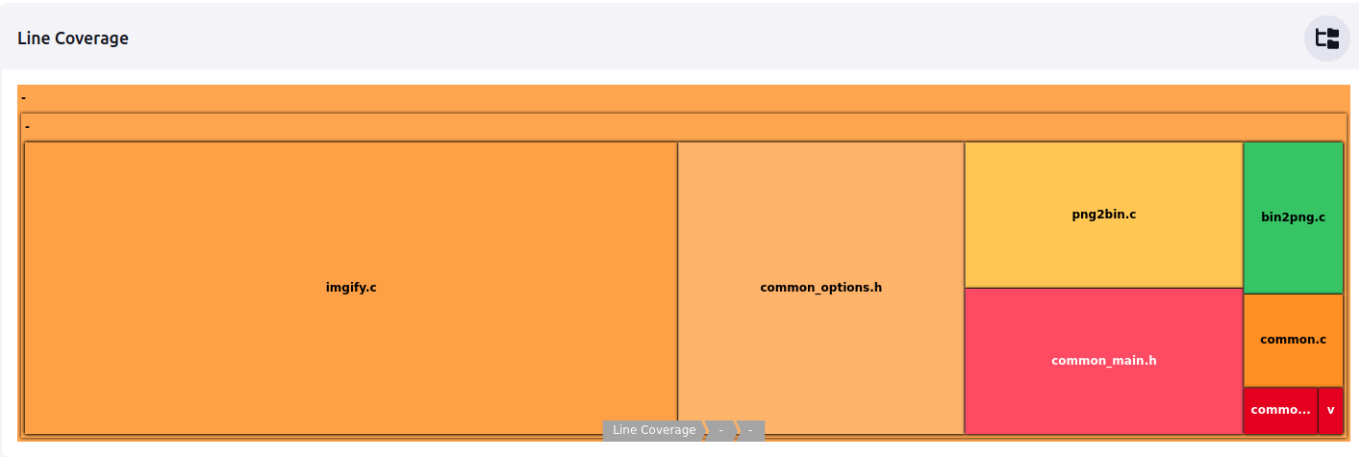 Line Coverage
-
-
imgify.c
common_options.h
png2bin.c
common_main.h
bin2png.c
common.c
commo...
v
Line Coverage - -